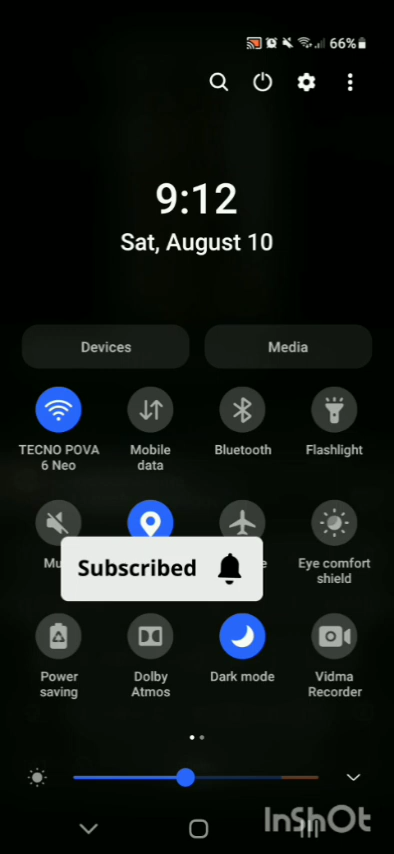 66%
9:12
Sat, August 10
Devices
Media
TECNO POVA
6 Neo
Mobile
data
Bluetooth
Flashlight
Mu
e
Eye comfort
shield
Subscribed
Power
saving
Dolby
Atmos
Dark mode
Vidma
Recorder
InShOt